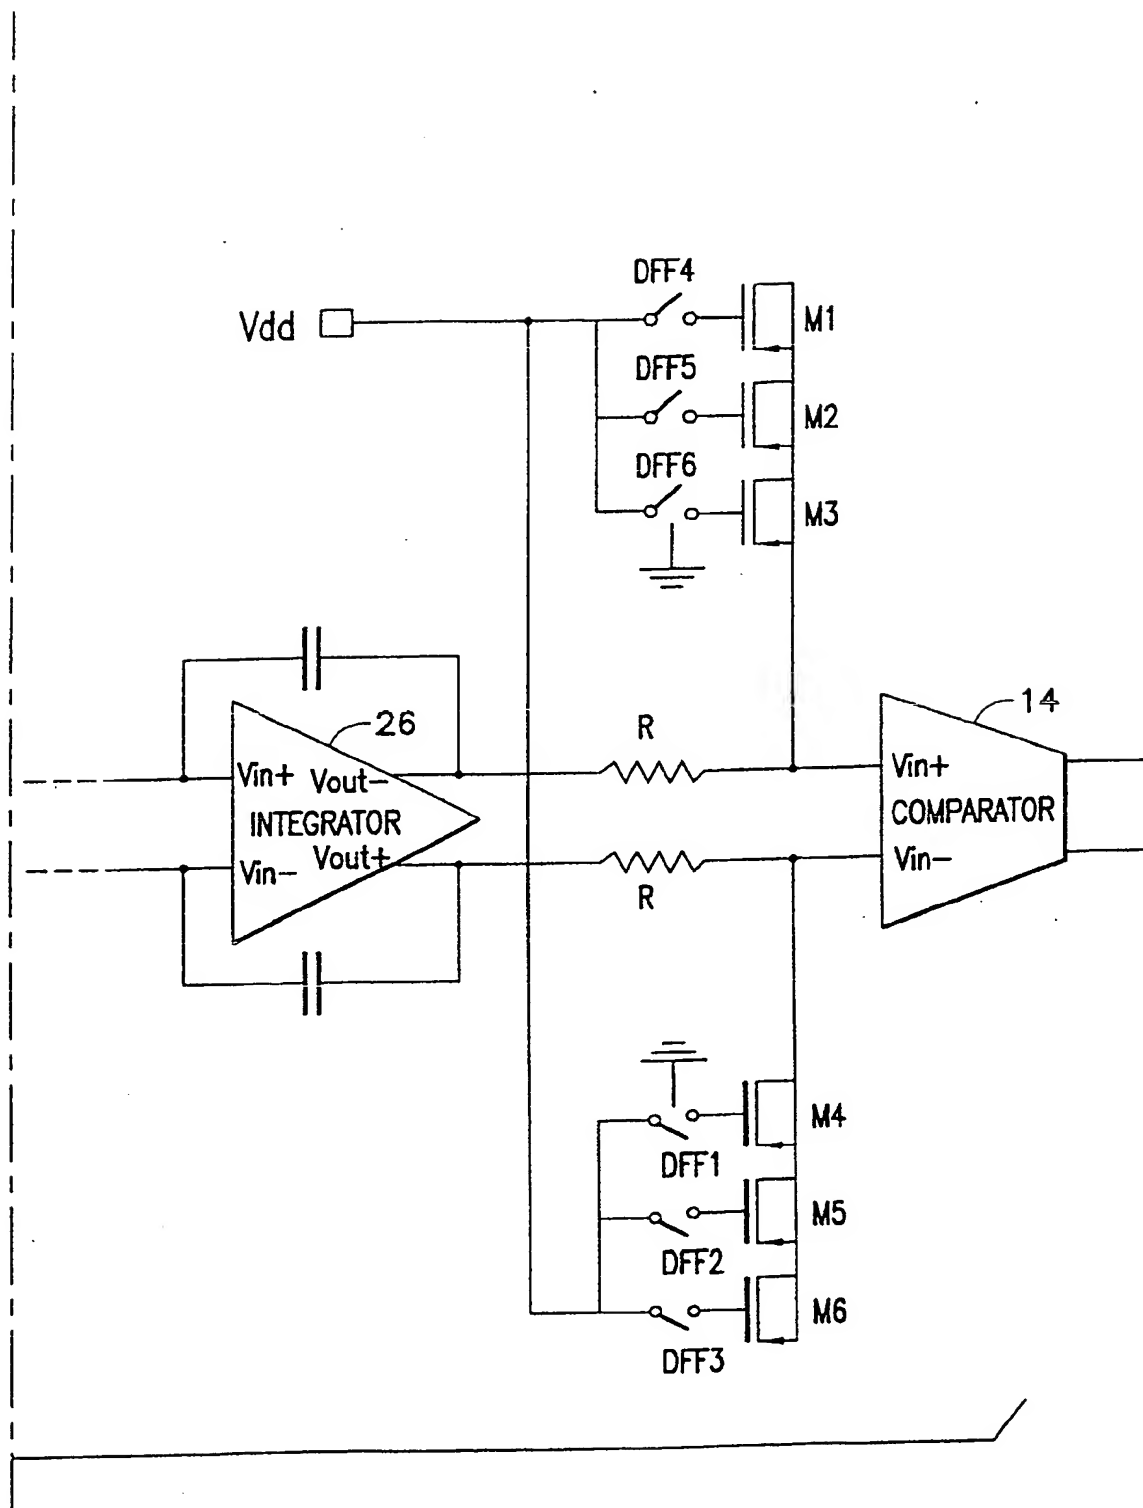 DFF4
Vdd
M1
DFF5
M2
DFF6
M3
26
14
R
Vin+
Vout-
Vin+
INTEGRATOR
COMPARATOR
Vout+
Vin-
Vin-
R
M4
DFF1
M5
DFF2
M6
DFF3